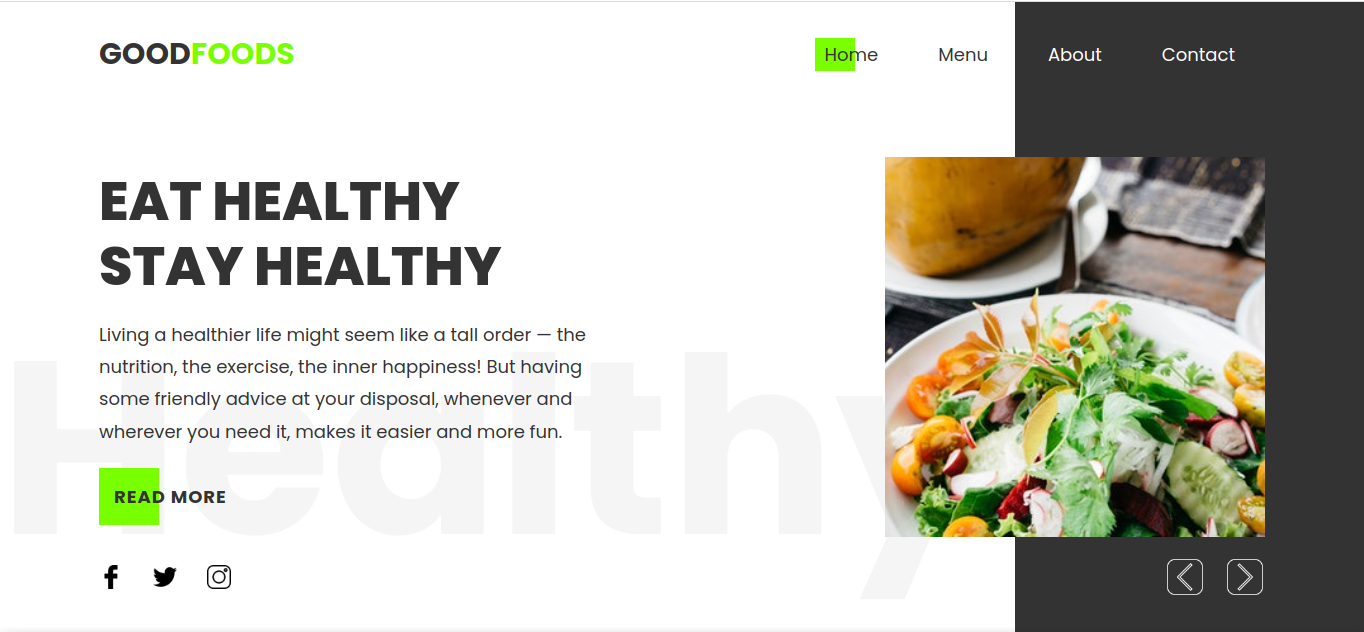 GOODFOODS
Home Menu About Contact
EAT HEALTHY
STAY HEALTHY
Living a healthier life might seem like a tall order — the
nutrition, the exercise, the inner happiness! But having
some friendly advice at your disposal, whenever and
wherever you need it, makes it easier and more fun.
Healthy
READ MORE